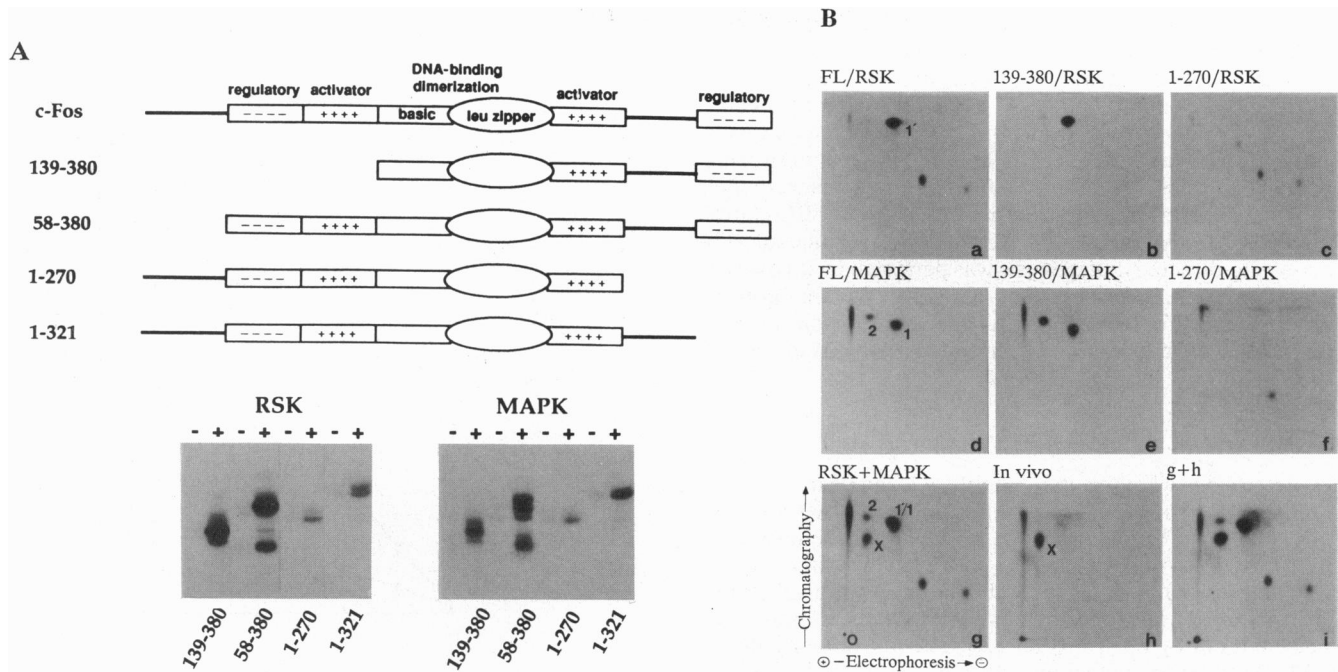 A
DNA-binding
dimerization
regulatory activator activator regulatory
c-Fos – – – – + + + + basic leu zipper + + + + – – – –
139-380 + + + + – – – –
58-380 – – – – + + + + + + + + – – – –
1-270 – – – – + + + + + + + +
1-321 – – – – + + + + + + + +
RSK MAPK
- + - + - + - + - + - + - + - +
139-380 58-380 1-270 1-321 139-380 58-380 1-270 1-321
B
FL/RSK 139-380/RSK 1-270/RSK
1´
a b c
FL/MAPK 139-380/MAPK 1-270/MAPK
2 1
d e f
RSK+MAPK In vivo g+h
2 1´/1
X X
O g h i
Chromatography→
⊕ – Electrophoresis → ⊖